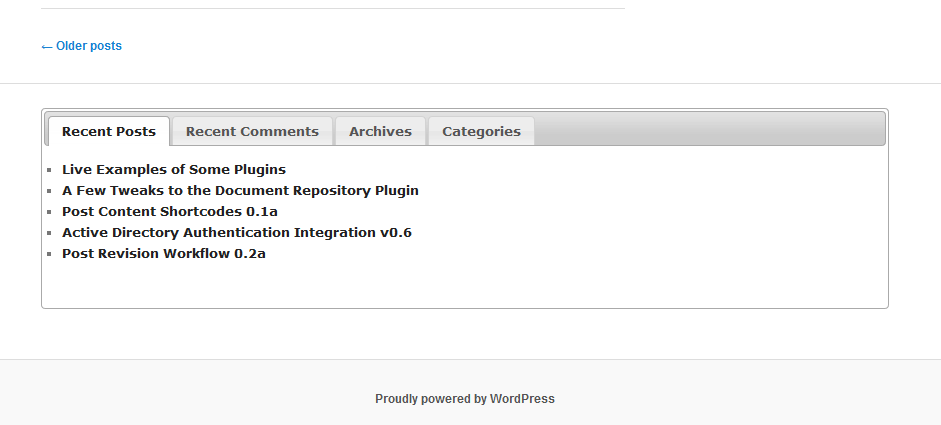 ← Older posts
Recent Posts Recent Comments Archives Categories
Live Examples of Some Plugins
A Few Tweaks to the Document Repository Plugin
Post Content Shortcodes 0.1a
Active Directory Authentication Integration v0.6
Post Revision Workflow 0.2a
Proudly powered by WordPress